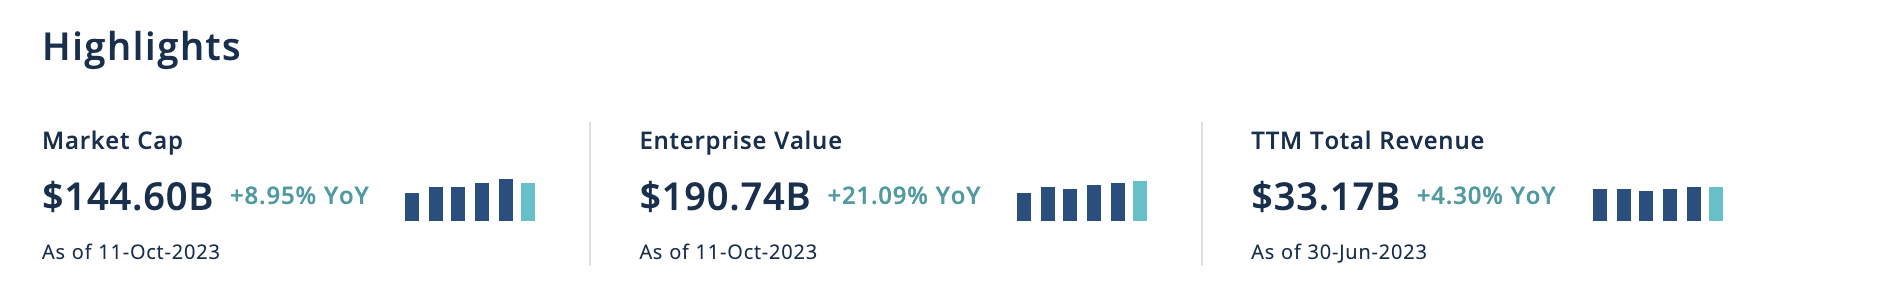 Highlights
Market Cap
$144.60B +8.95% YoY
As of 11-Oct-2023
Enterprise Value
$190.74B +21.09% YoY
As of 11-Oct-2023
TTM Total Revenue
$33.17B +4.30% YoY
As of 30-Jun-2023